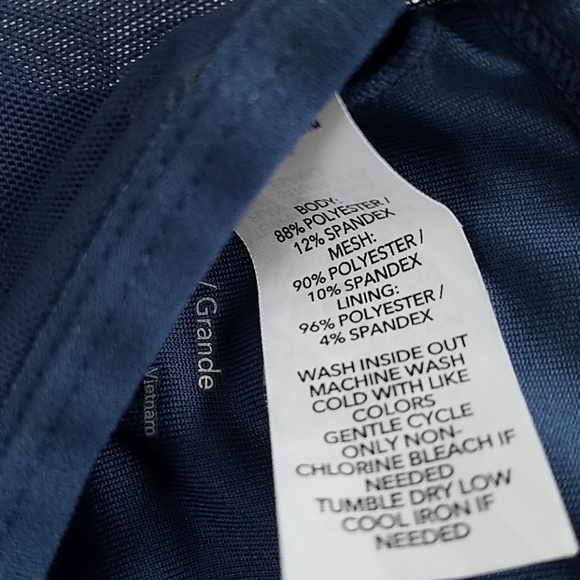 BODY:
88% POLYESTER /
12% SPANDEX
MESH:
90% POLYESTER /
10% SPANDEX
LINING:
96% POLYESTER /
4% SPANDEX
WASH INSIDE OUT
MACHINE WASH
COLD WITH LIKE
COLORS
GENTLE CYCLE
ONLY NON-
CHLORINE BLEACH IF
NEEDED
TUMBLE DRY LOW
COOL IRON IF
NEEDED
/ Grande
Vietnam